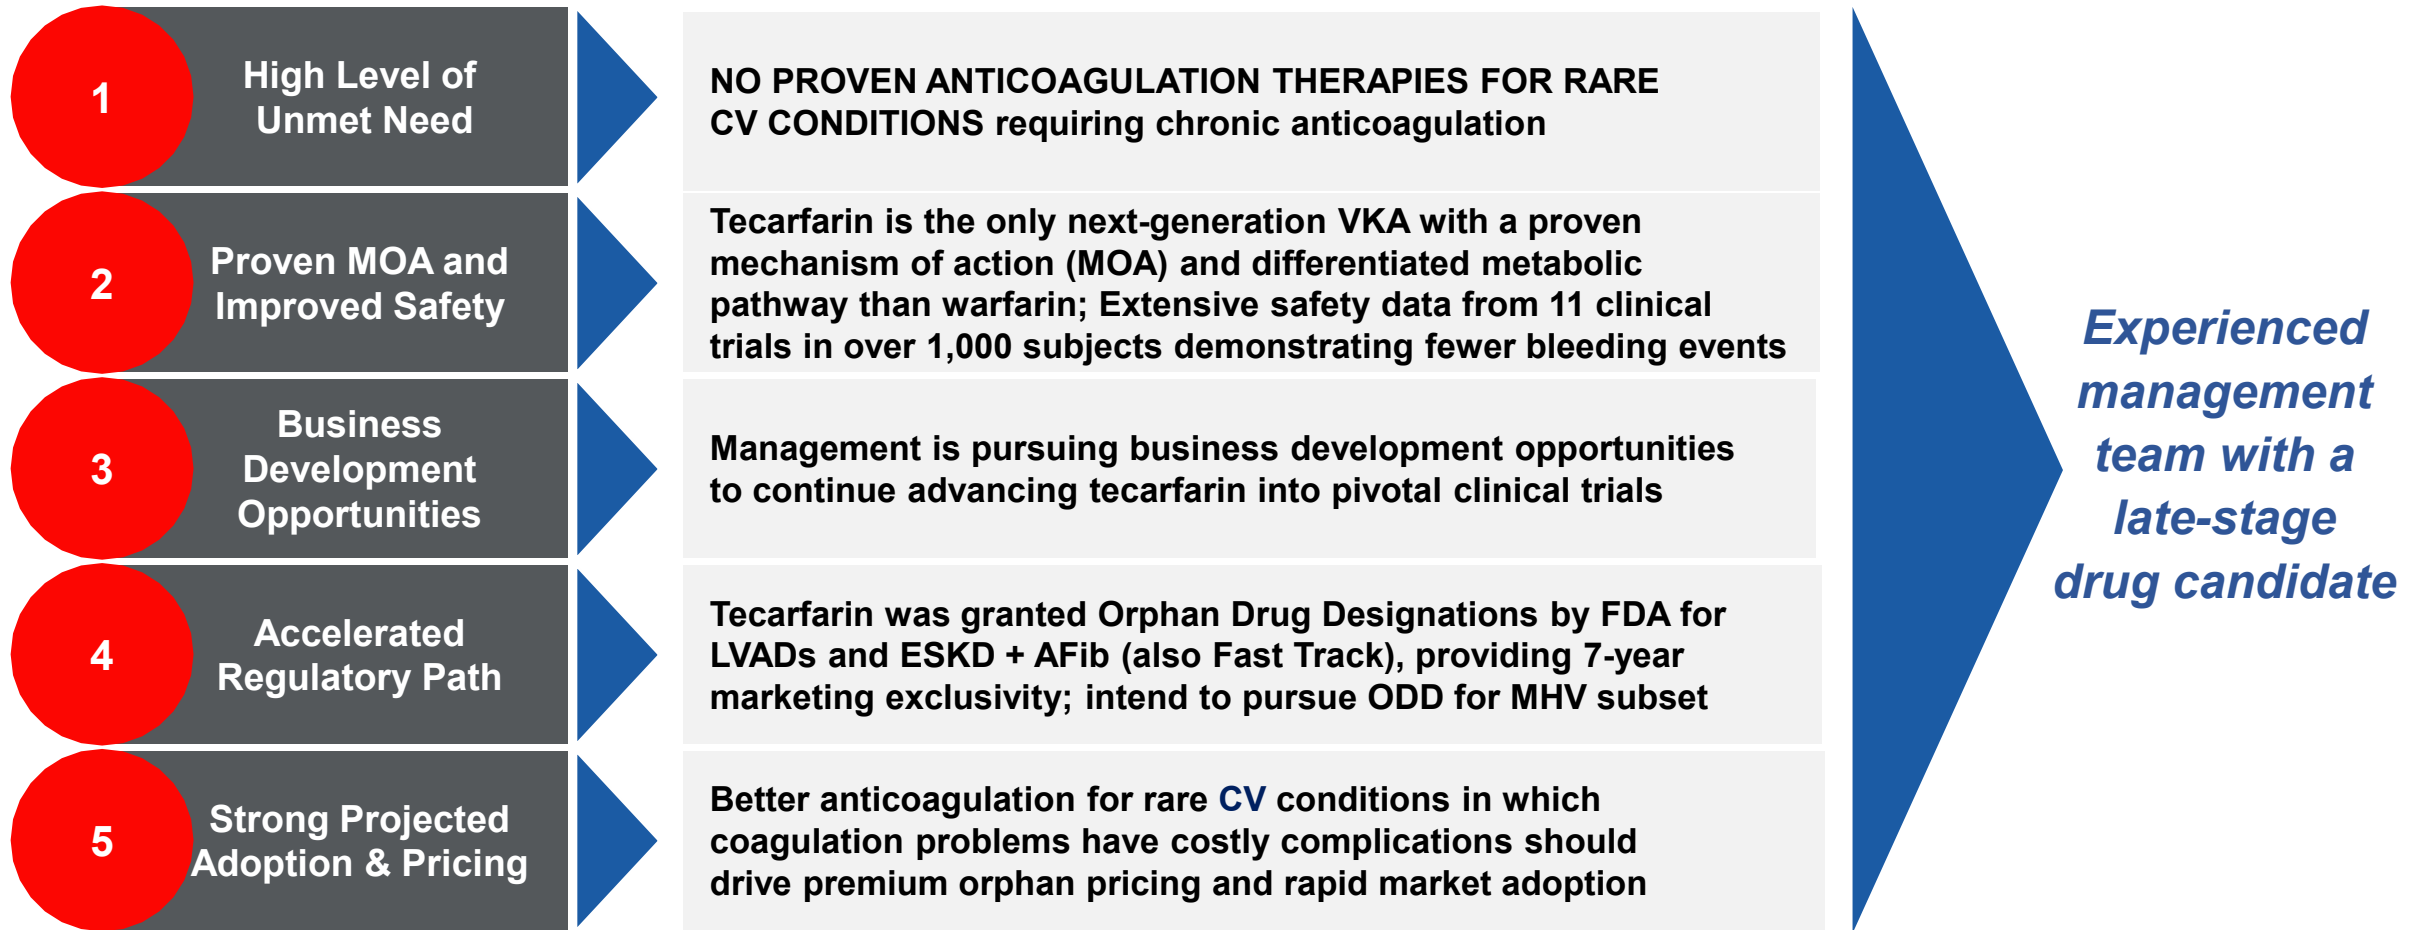 1
High Level of
Unmet Need
NO PROVEN ANTICOAGULATION THERAPIES FOR RARE
CV CONDITIONS requiring chronic anticoagulation
2
Proven MOA and
Improved Safety
Tecarfarin is the only next-generation VKA with a proven
mechanism of action (MOA) and differentiated metabolic
pathway than warfarin; Extensive safety data from 11 clinical
trials in over 1,000 subjects demonstrating fewer bleeding events
3
Business
Development
Opportunities
Management is pursuing business development opportunities
to continue advancing tecarfarin into pivotal clinical trials
4
Accelerated
Regulatory Path
Tecarfarin was granted Orphan Drug Designations by FDA for
LVADs and ESKD + AFib (also Fast Track), providing 7-year
marketing exclusivity; intend to pursue ODD for MHV subset
5
Strong Projected
Adoption & Pricing
Better anticoagulation for rare CV conditions in which
coagulation problems have costly complications should
drive premium orphan pricing and rapid market adoption
Experienced
management
team with a
late-stage
drug candidate